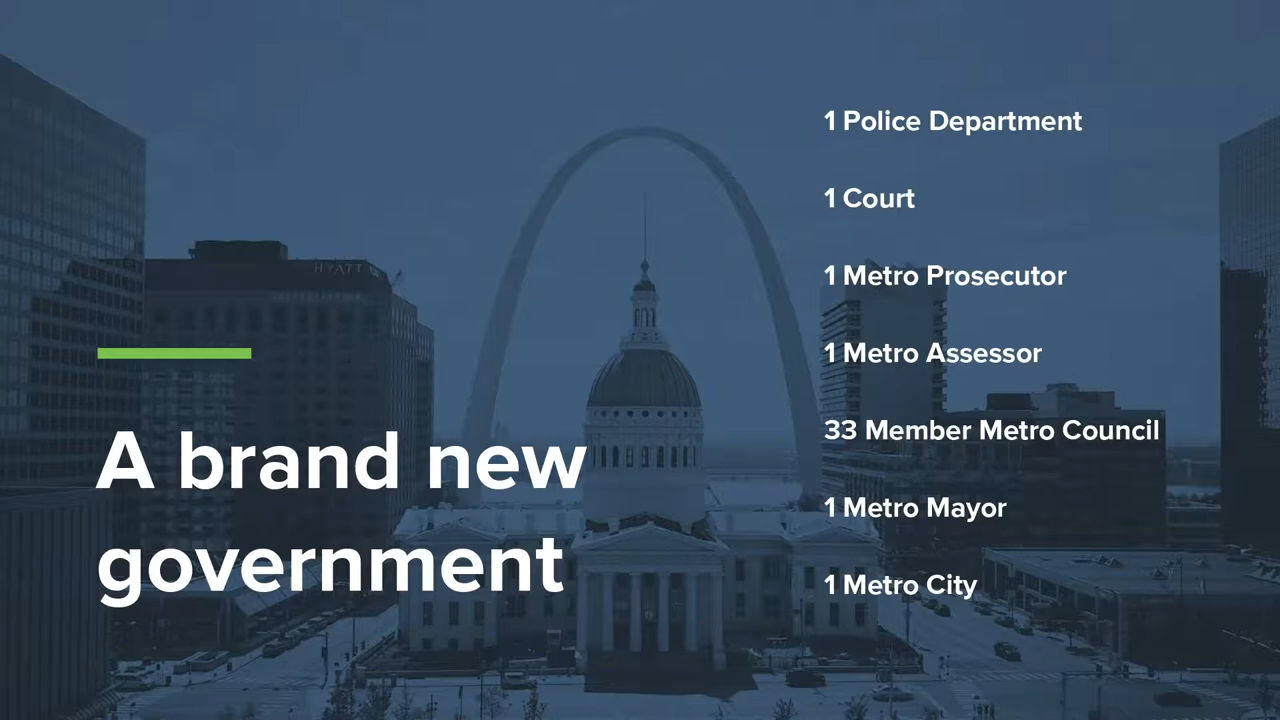 A brand new
government
1 Police Department
1 Court
1 Metro Prosecutor
1 Metro Assessor
33 Member Metro Council
1 Metro Mayor
1 Metro City
HYATT